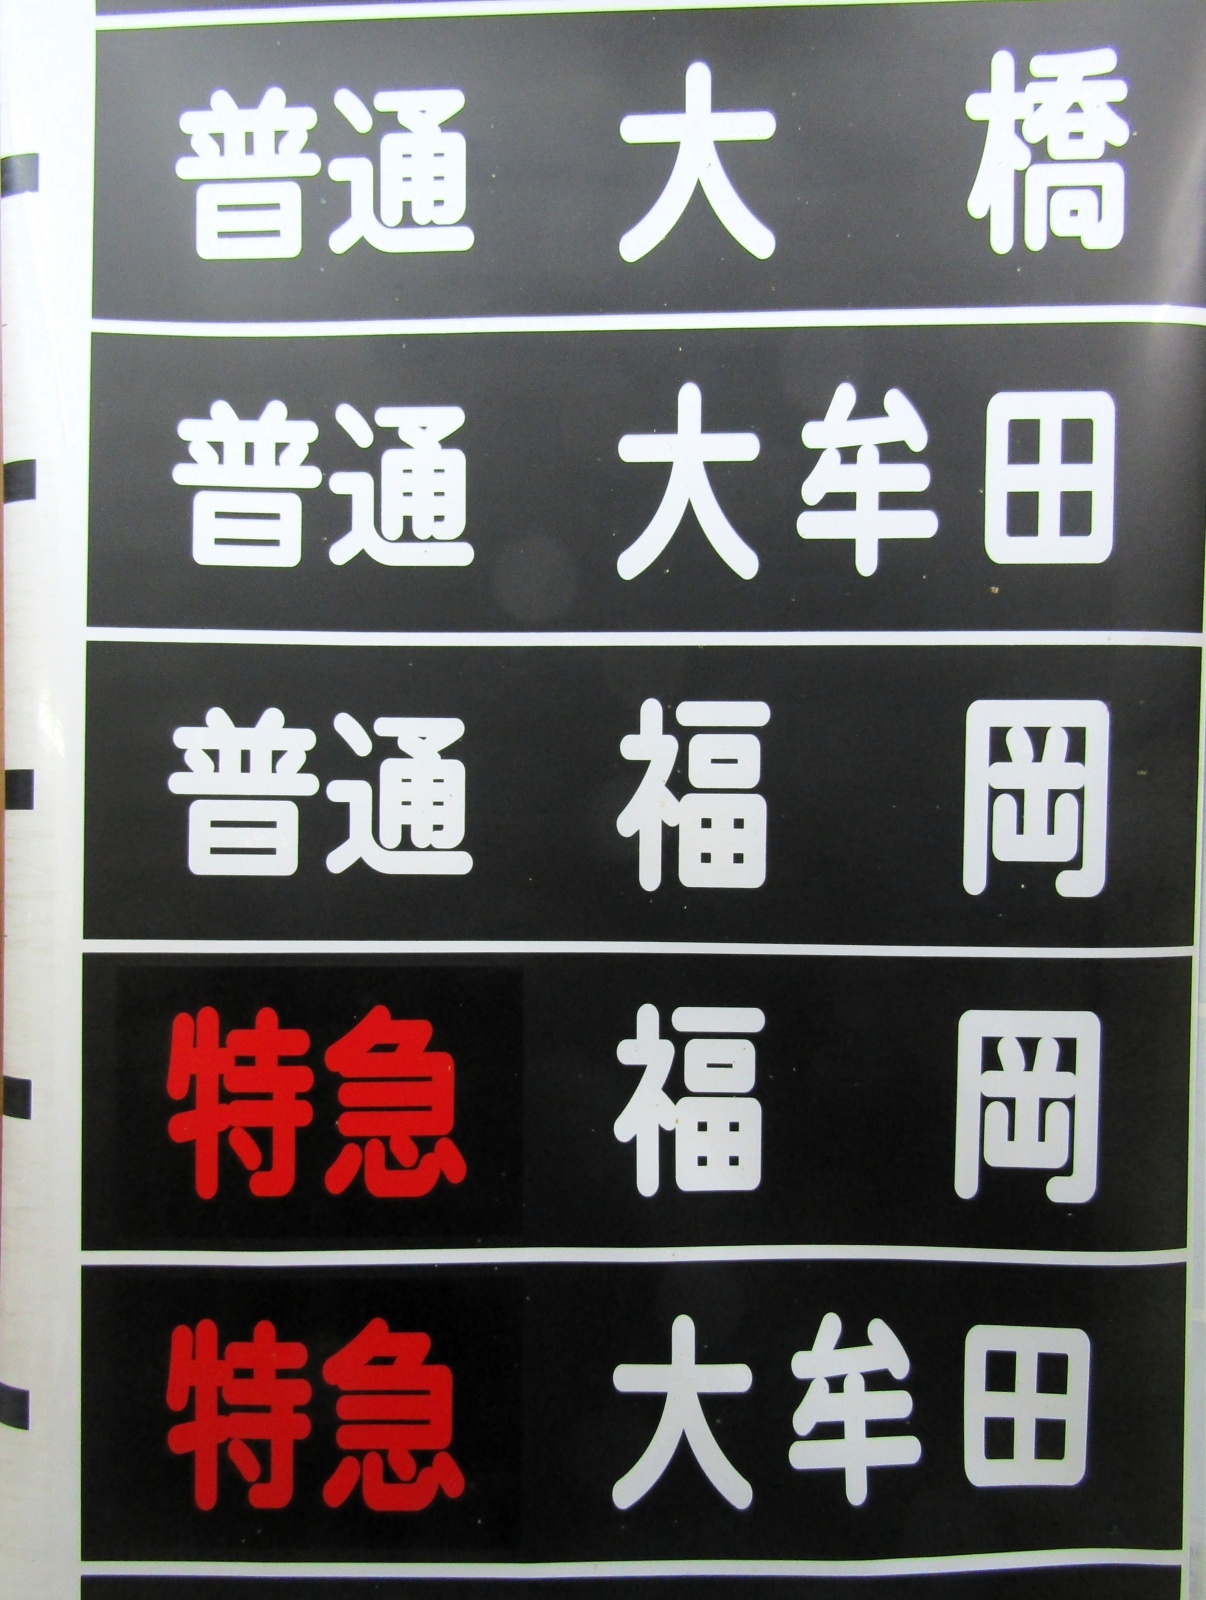 普通 大橋
普通 大牟田
普通 福岡
特急 福岡
特急 大牟田